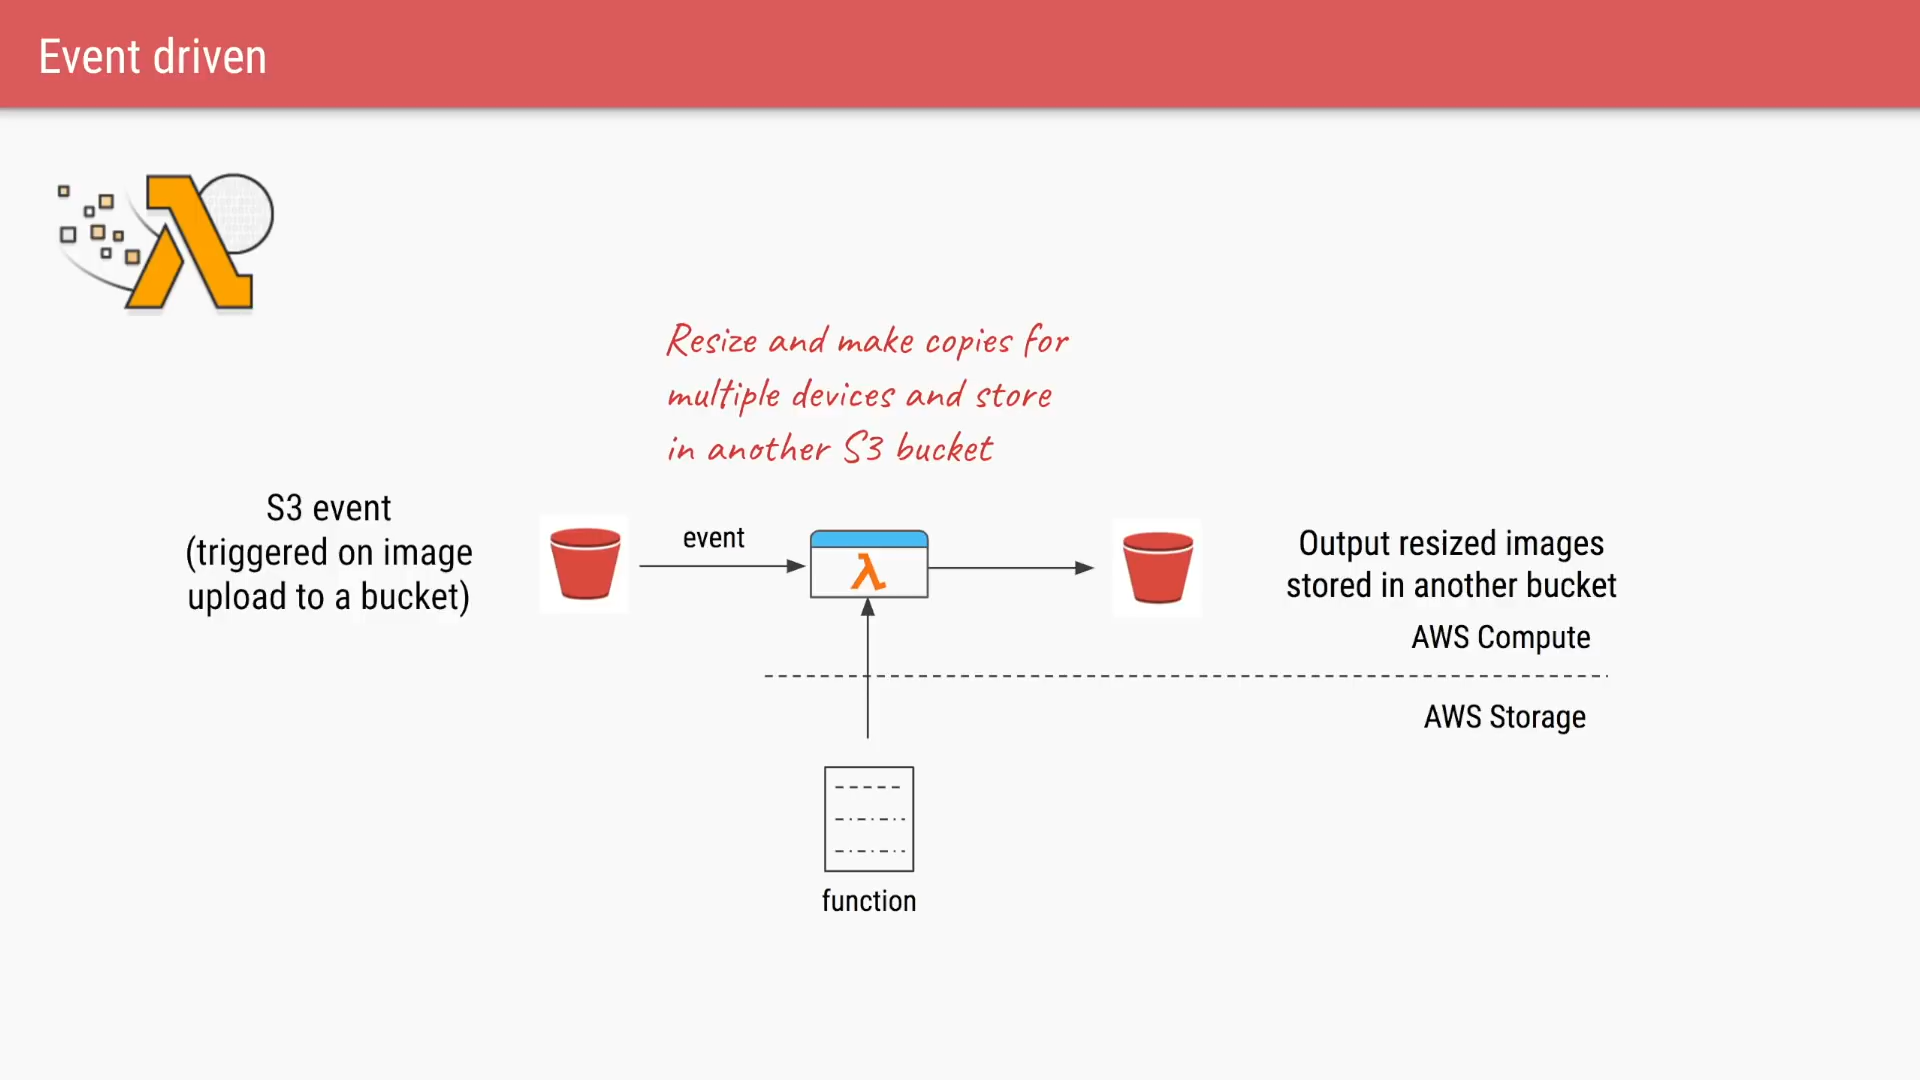 Event driven
Resize and make copies for
multiple devices and store
in another S3 bucket
S3 event
(triggered on image
upload to a bucket)
event
λ
Output resized images
stored in another bucket
AWS Compute
AWS Storage
function